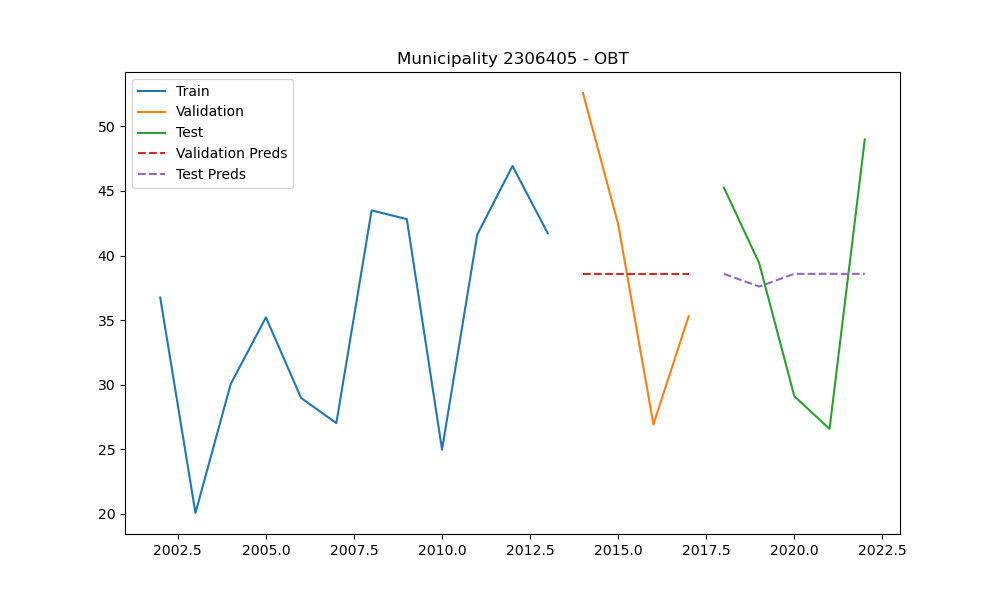 Municipality 2306405 - OBT
Train
Validation
Test
Validation Preds
Test Preds
50
45
40
35
30
25
20
2002.5 2005.0 2007.5 2010.0 2012.5 2015.0 2017.5 2020.0 2022.5